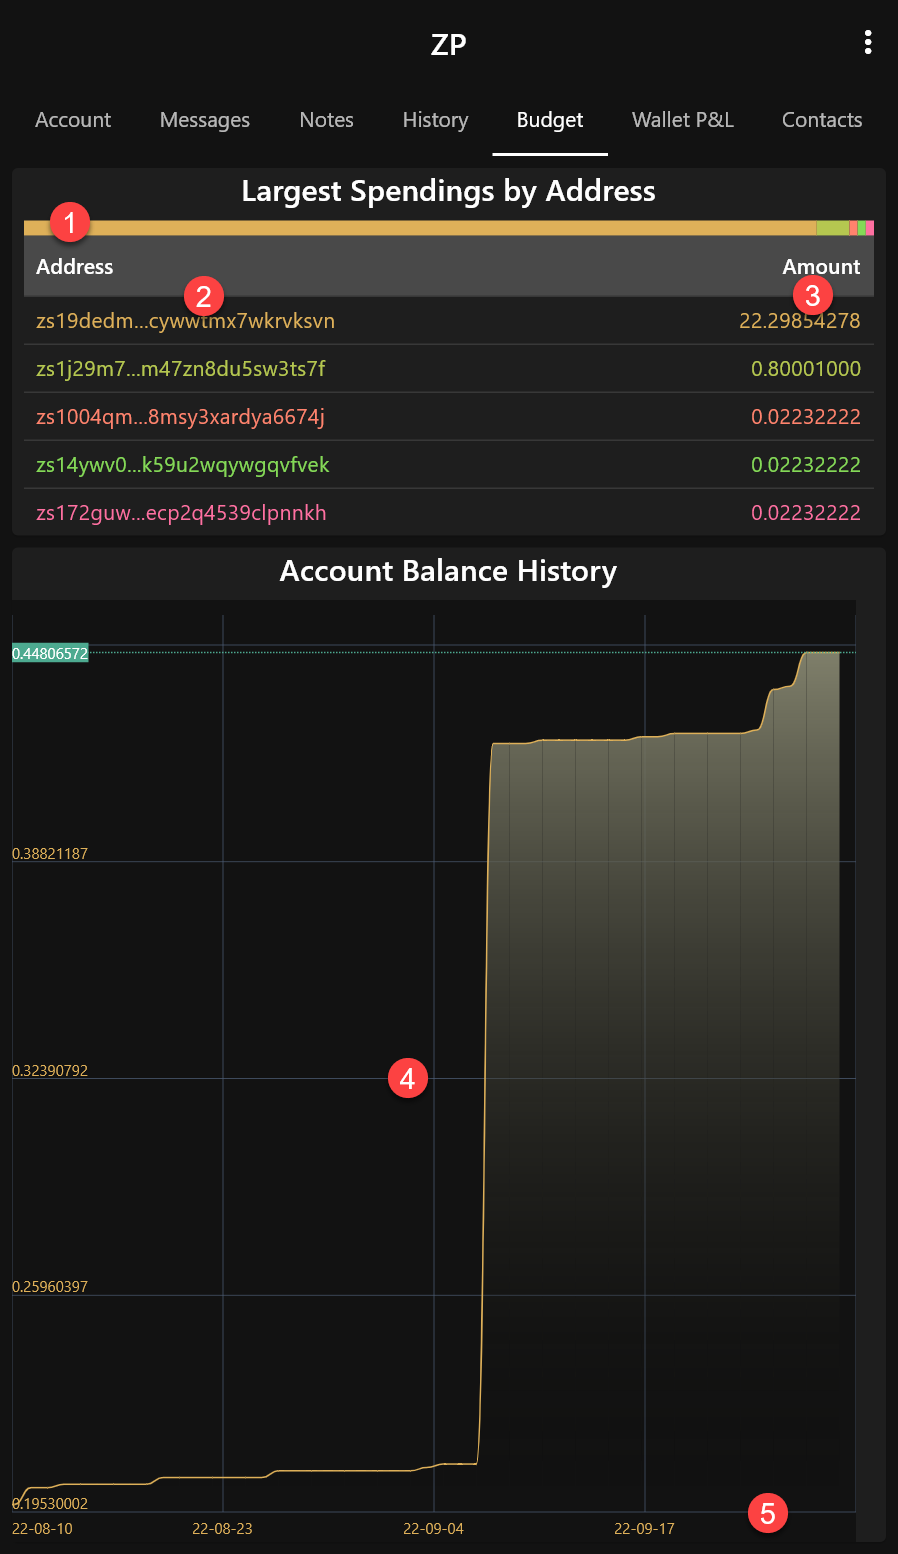 ZP
Account Messages Notes History Budget Wallet P&L Contacts
Largest Spendings by Address
1
Address Amount
2 3
zs19dedm...cywwtmx7wkrvksvn 22.29854278
zs1j29m7...m47zn8du5sw3ts7f 0.80001000
zs1004qm...8msy3xardya6674j 0.02232222
zs14ywv0...k59u2wqywgqvfvek 0.02232222
zs172guw...ecp2q4539clpnnkh 0.02232222
Account Balance History
0.44806572
0.38821187
0.32390792
4
0.25960397
0.19530002
5
22-08-10 22-08-23 22-09-04 22-09-17